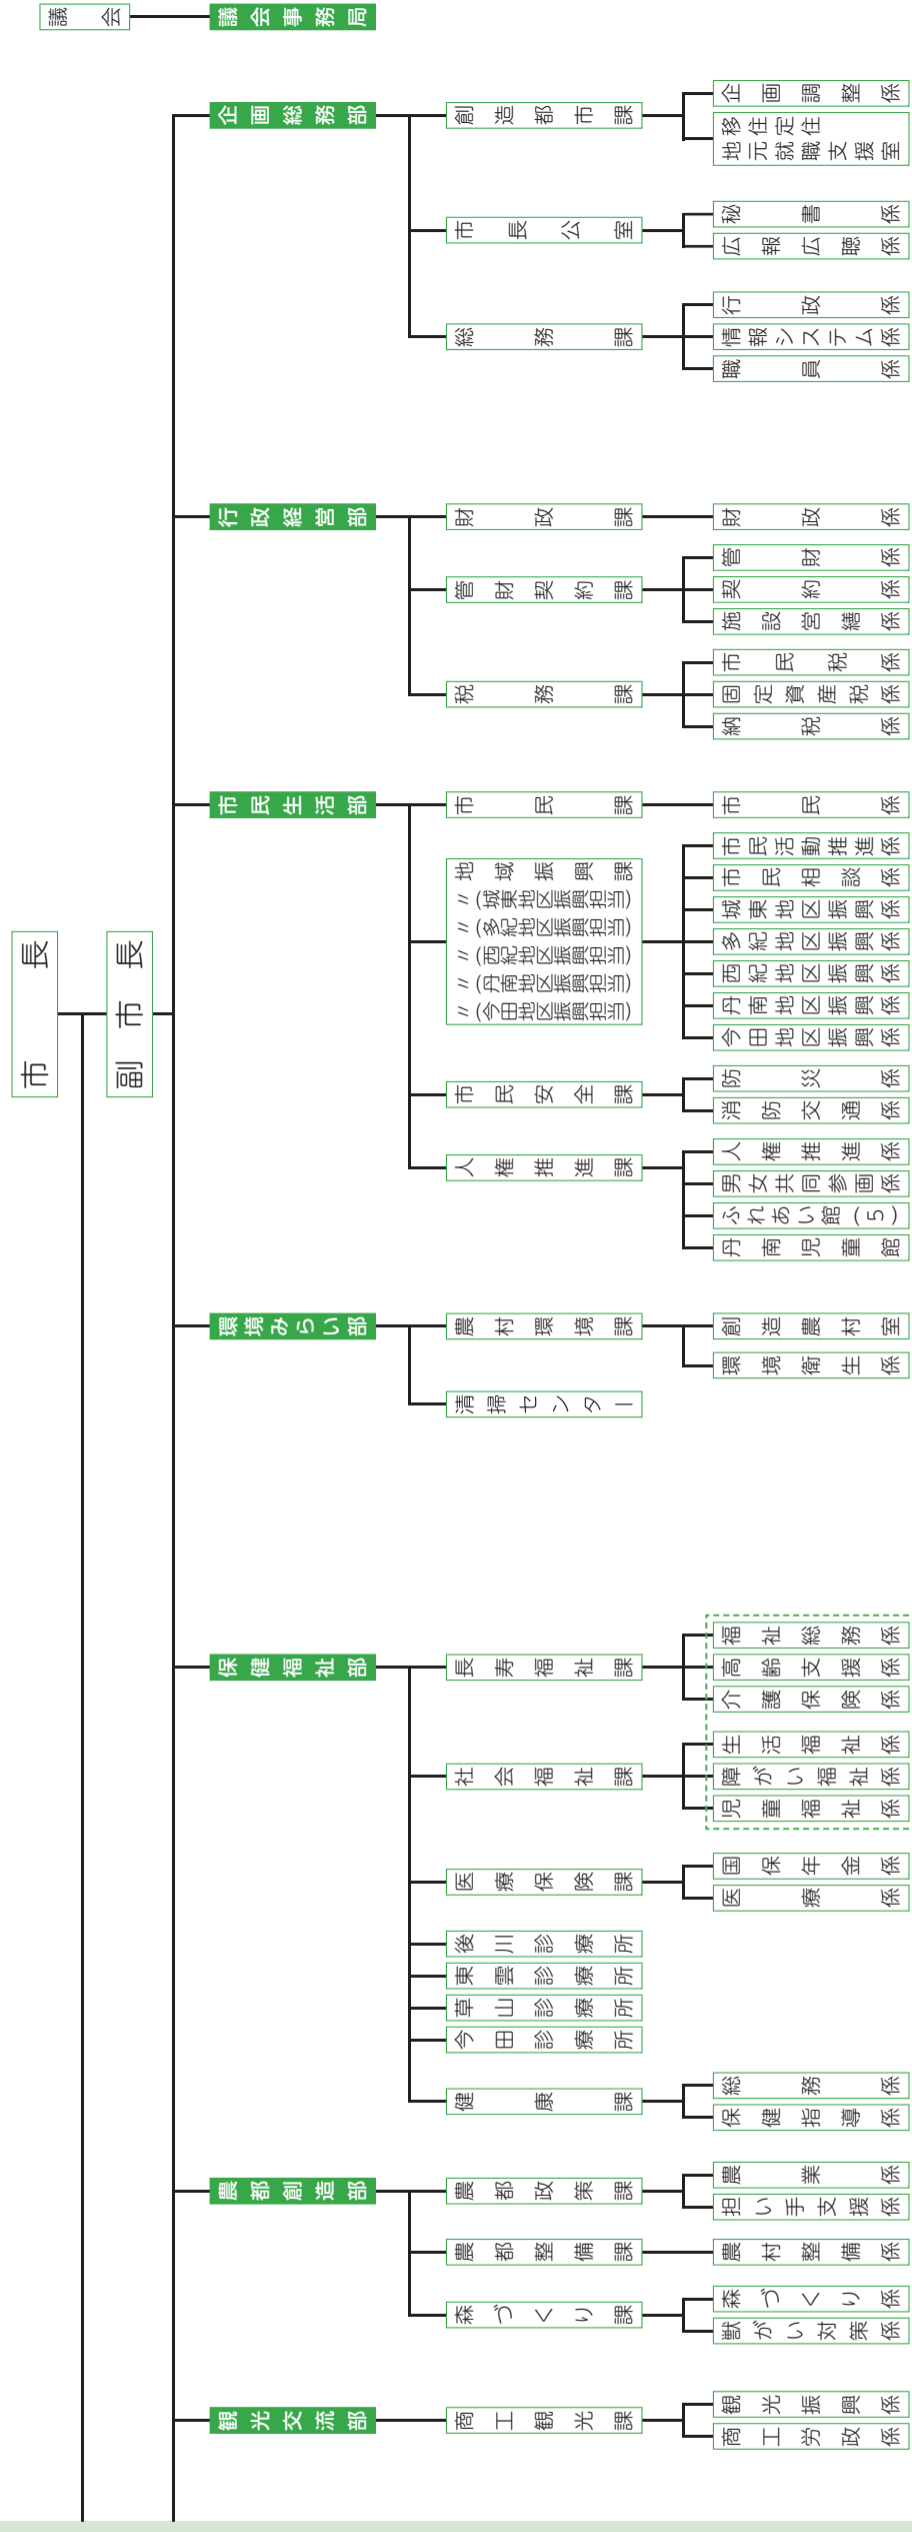 議会
議会事務局
企画総務部
創造都市課
企画調整係
移住定住
地元就職支援室
市長公室
秘書係
広報広聴係
総務課
行政係
情報システム係
職員係
行政経営部
財政課
財政係
管財契約課
管財係
契約係
施設営繕係
税務課
市民税係
固定資産税係
納税係
市長
副市長
市民生活部
市民課
市民係
地域振興課
〃(城東地区振興担当)
〃(多紀地区振興担当)
〃(西紀地区振興担当)
〃(丹南地区振興担当)
〃(今田地区振興担当)
市民活動推進係
市民相談係
城東地区振興係
多紀地区振興係
西紀地区振興係
丹南地区振興係
今田地区振興係
市民安全課
防災係
消防交通係
人権推進課
人権推進係
男女共同参画係
ふれあい館(5)
丹南児童館
環境みらい部
農村環境課
創造農村室
環境衛生係
清掃センター
保健福祉部
長寿福祉課
福祉総務係
高齢支援係
介護保険係
社会福祉課
生活福祉係
障がい福祉係
児童福祉係
医療保険課
国保年金係
医療係
後川診療所
東雲診療所
草山診療所
今田診療所
健康課
総務係
保健指導係
農都創造部
農都政策課
農業係
担い手支援係
農都整備課
農村整備係
森づくり課
森づくり係
獣がい対策係
観光交流部
商工観光課
観光振興係
商工労政係